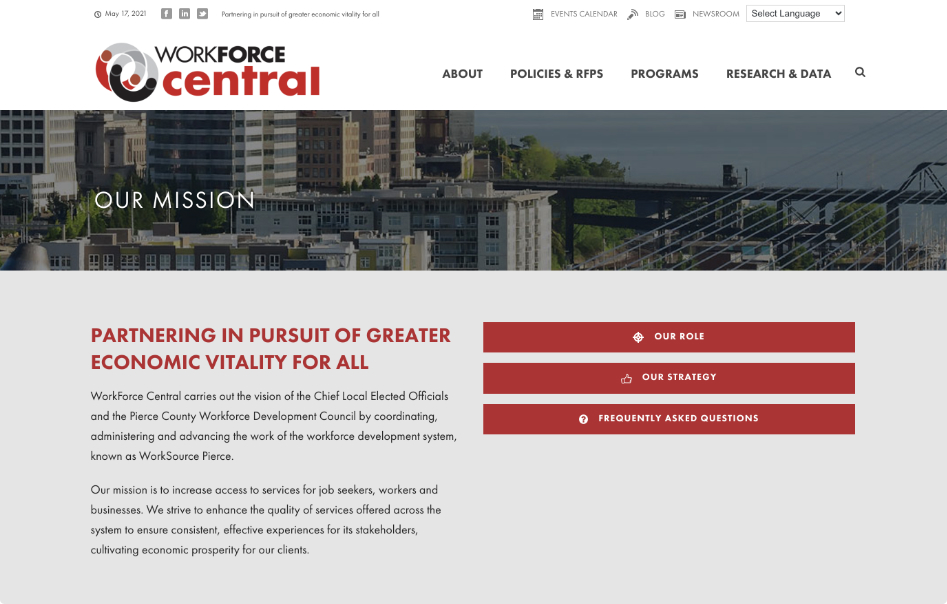 May 17, 2021
Partnering in pursuit of greater economic vitality for all
EVENTS CALENDAR
BLOG
NEWSROOM
Select Language
WORKFORCE
central
ABOUT
POLICIES & RFPS
PROGRAMS
RESEARCH & DATA
OUR MISSION
PARTNERING IN PURSUIT OF GREATER
ECONOMIC VITALITY FOR ALL
WorkForce Central carries out the vision of the Chief Local Elected Officials
and the Pierce County Workforce Development Council by coordinating,
administering and advancing the work of the workforce development system,
known as WorkSource Pierce.
Our mission is to increase access to services for job seekers, workers and
businesses. We strive to enhance the quality of services offered across the
system to ensure consistent, effective experiences for its stakeholders,
cultivating economic prosperity for our clients.
OUR ROLE
OUR STRATEGY
FREQUENTLY ASKED QUESTIONS